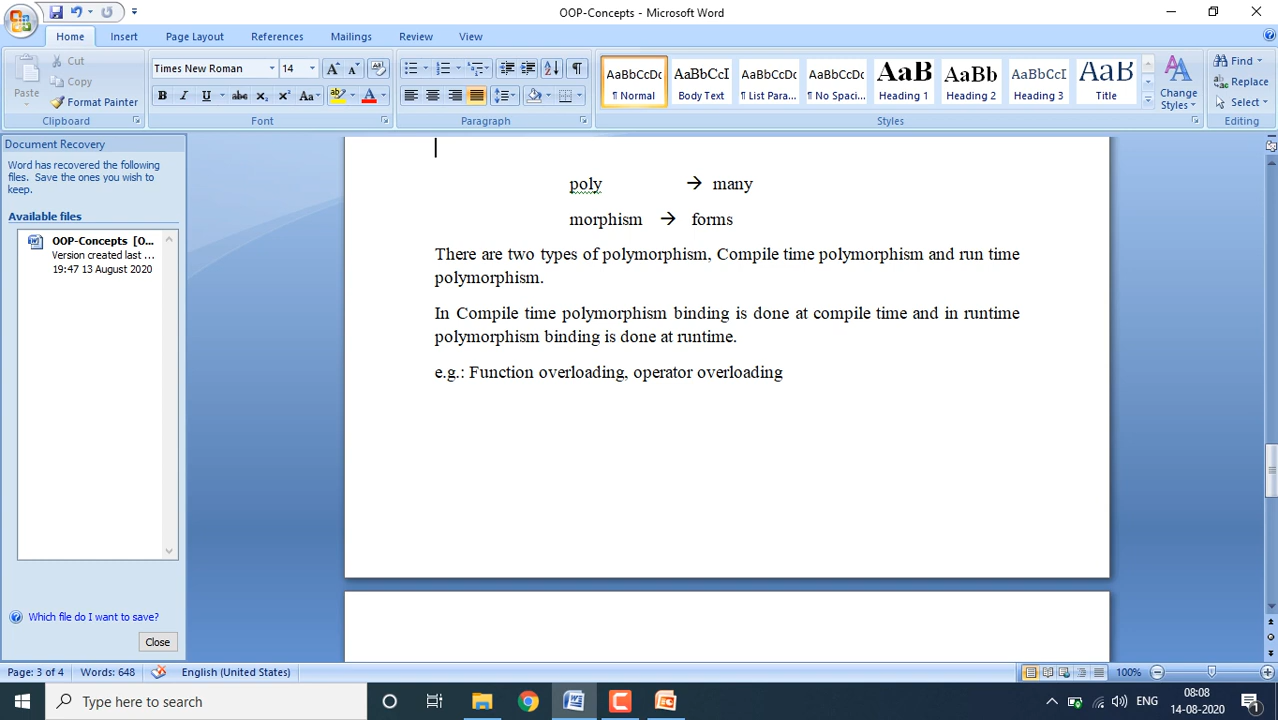 OOP-Concepts - Microsoft Word
Home Insert Page Layout References Mailings Review View
Paste
Cut
Copy
Format Painter
Clipboard
Times New Roman 14
Font
Paragraph
AaBbCcDc AaBbCcI AaBbCcDc AaBbCcDc AaB AaBb AaBbCcI AaB
¶ Normal Body Text ¶ List Para... ¶ No Spaci... Heading 1 Heading 2 Heading 3 Title
Change
Styles
Styles
Find
Replace
Select
Editing
Document Recovery
Word has recovered the following
files. Save the ones you wish to
keep.
Available files
OOP-Concepts [O...
Version created last ...
19:47 13 August 2020
Which file do I want to save?
Close
poly → many
morphism → forms
There are two types of polymorphism, Compile time polymorphism and run time
polymorphism.
In Compile time polymorphism binding is done at compile time and in runtime
polymorphism binding is done at runtime.
e.g.: Function overloading, operator overloading
Page: 3 of 4 Words: 648 English (United States) 100%
Type here to search
ENG
08:08
14-08-2020